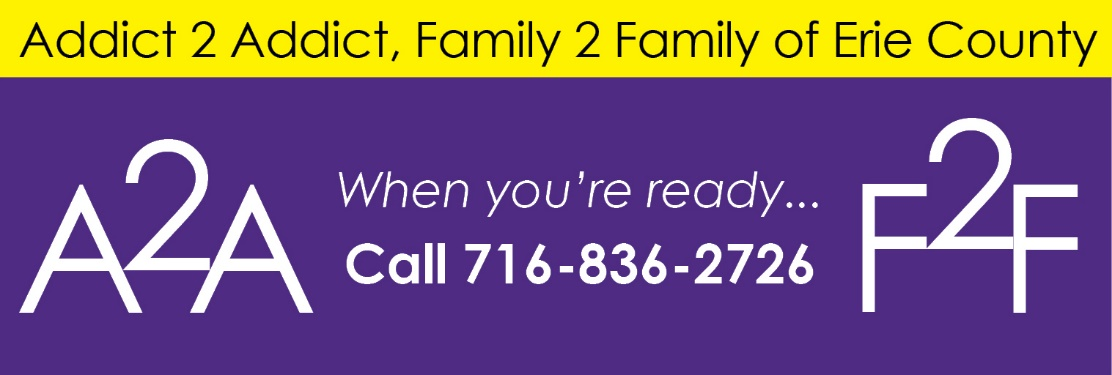 Addict 2 Addict, Family 2 Family of Erie County
A2A
When you're ready...
Call 716-836-2726
F2F